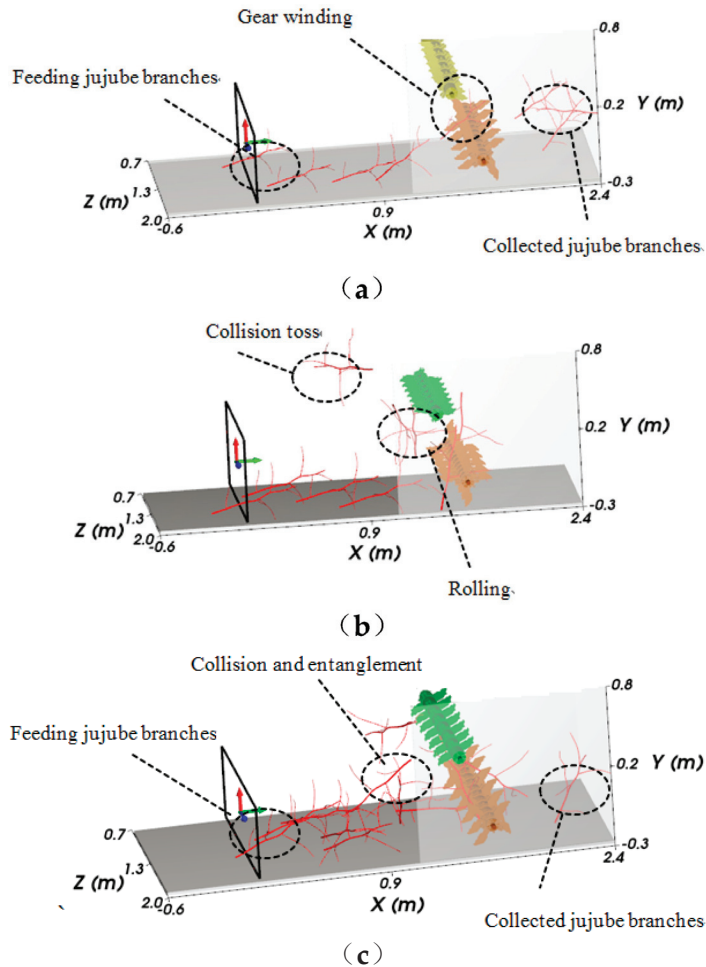 Gear winding
0.8
Feeding jujube branches
0.2 Y (m)
0.7
Z (m) 1.3
-0.3
2.0
-0.6
0.9
2.4
X (m)
Collected jujube branches
(a)
Collision toss
0.8
0.2 Y (m)
0.7
Z (m) 1.3
-0.3
2.0
-0.6
0.9
2.4
X (m)
Rolling
(b)
Collision and entanglement
0.8
Feeding jujube branches
0.2 Y (m)
0.7
-0.3
Z (m) 1.3
2.4
0.9
2.0
-0.6
X (m)
Collected jujube branches
(c)